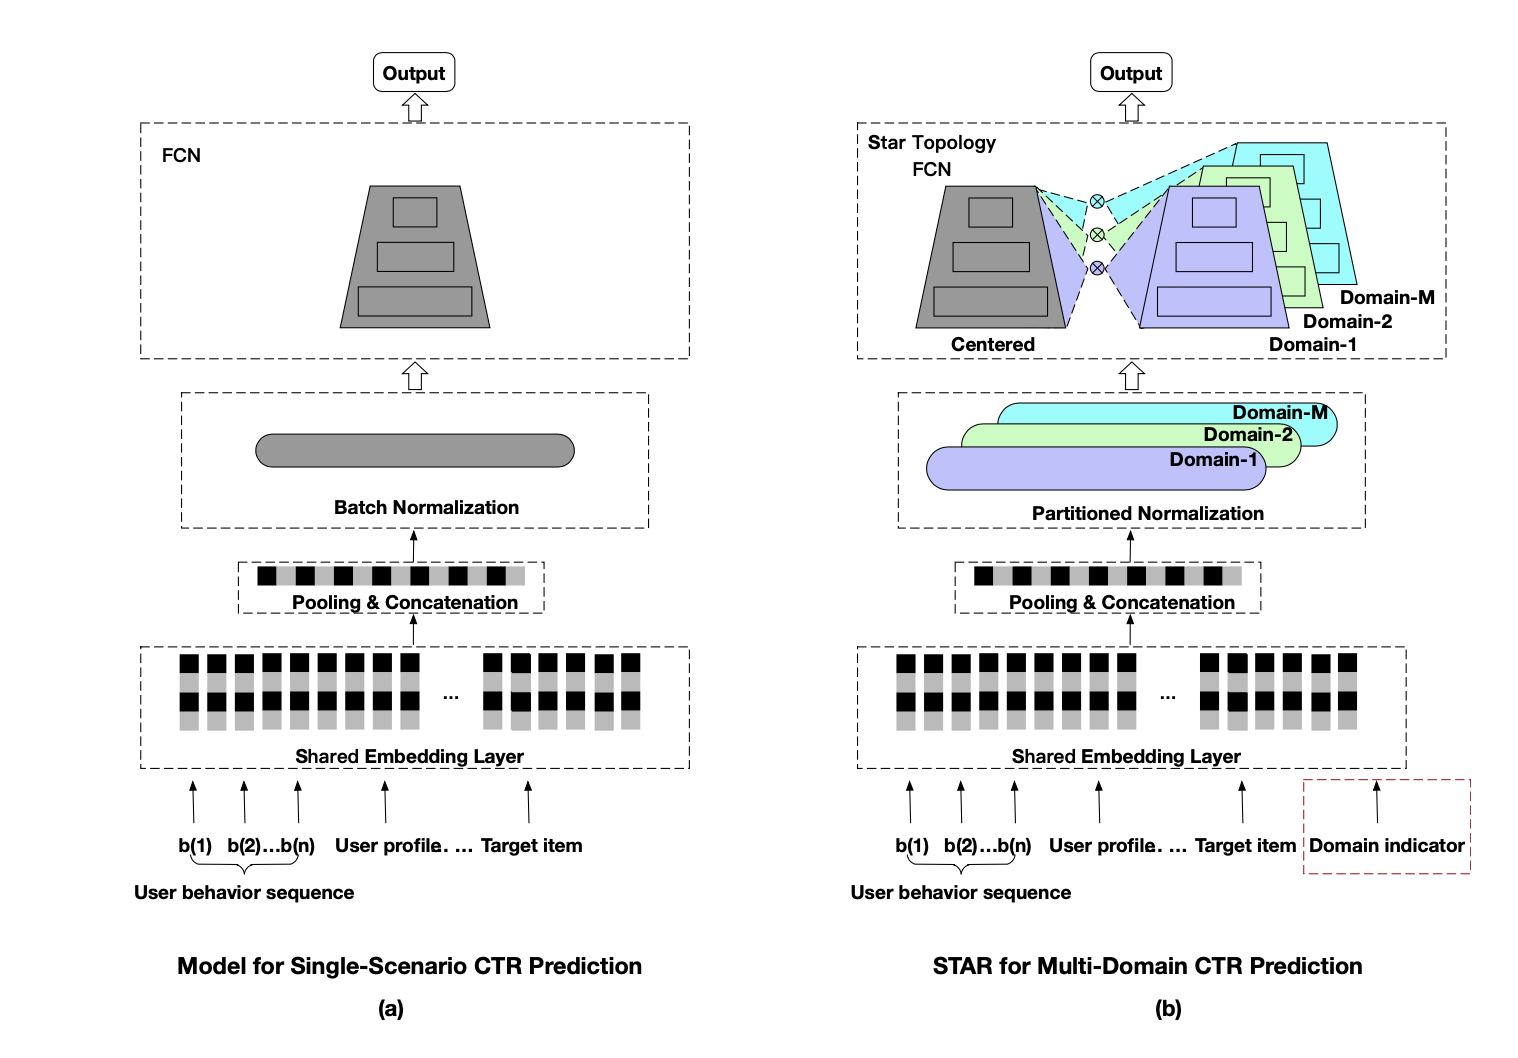 Output
FCN
Batch Normalization
Pooling & Concatenation
...
Shared Embedding Layer
b(1) b(2)...b(n) User profile.. ... Target item
User behavior sequence
Model for Single-Scenario CTR Prediction
(a)
Output
Star Topology
FCN
Centered
Domain-M
Domain-2
Domain-1
Domain-M
Domain-2
Domain-1
Partitioned Normalization
Pooling & Concatenation
...
Shared Embedding Layer
b(1) b(2)...b(n) User profile.. ... Target item Domain indicator
User behavior sequence
STAR for Multi-Domain CTR Prediction
(b)